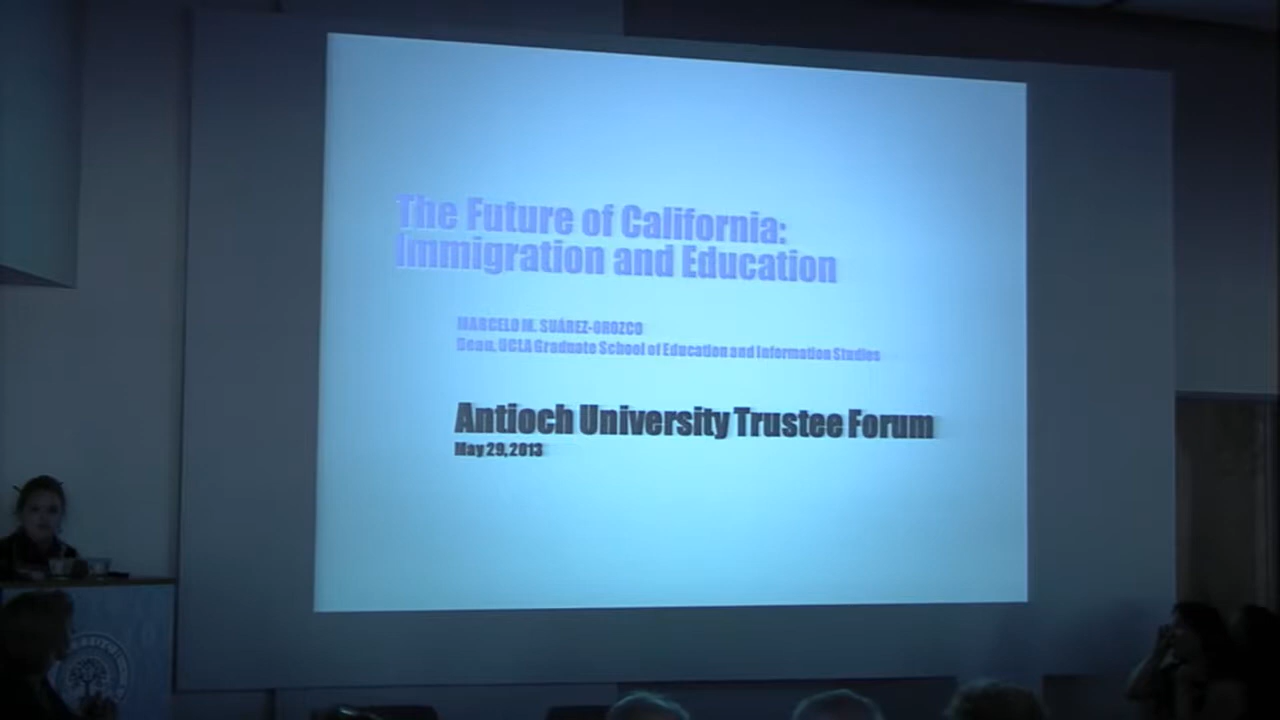 The Future of California:
Immigration and Education
MARCELO M. SUÁREZ-OROZCO
Dean, UCLA Graduate School of Education and Information Studies
Antioch University Trustee Forum
May 29, 2013